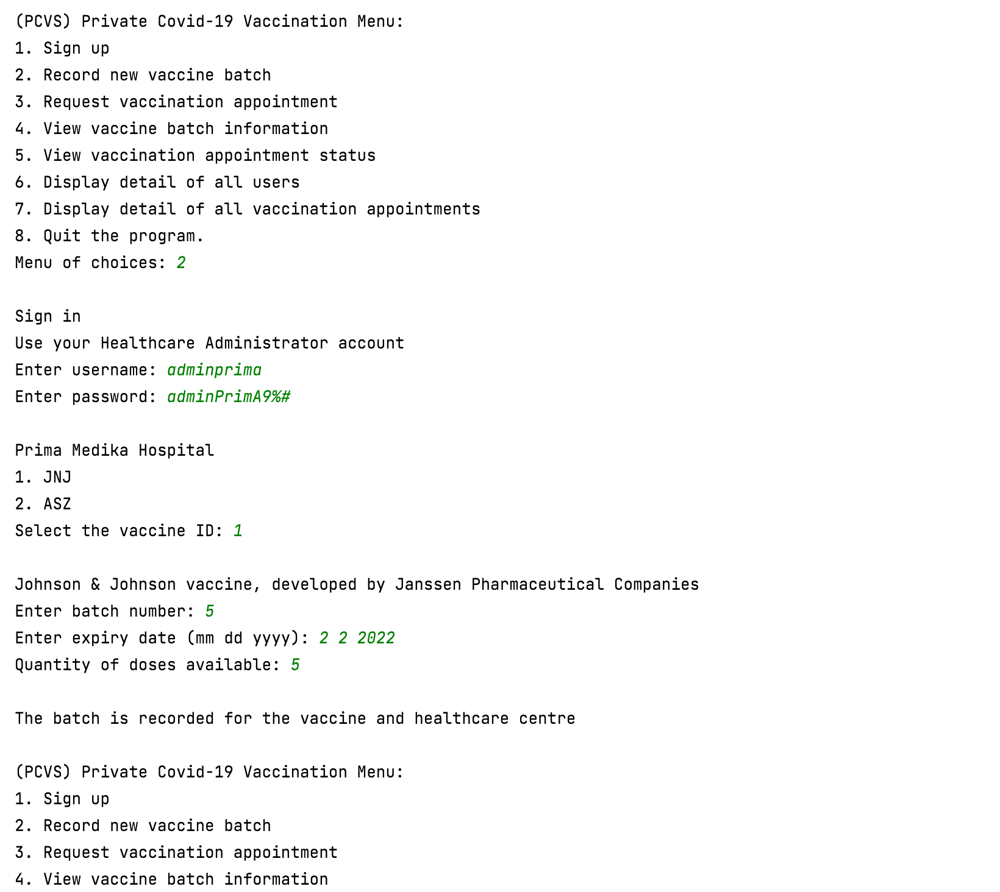 (PCVS) Private Covid-19 Vaccination Menu:
1. Sign up
2. Record new vaccine batch
3. Request vaccination appointment
4. View vaccine batch information
5. View vaccination appointment status
6. Display detail of all users
7. Display detail of all vaccination appointments
8. Quit the program.
Menu of choices: 2
Sign in
Use your Healthcare Administrator account
Enter username: adminprima
Enter password: adminPrimA9%#
Prima Medika Hospital
1. JNJ
2. ASZ
Select the vaccine ID: 1
Johnson & Johnson vaccine, developed by Janssen Pharmaceutical Companies
Enter batch number: 5
Enter expiry date (mm dd yyyy): 2 2 2022
Quantity of doses available: 5
The batch is recorded for the vaccine and healthcare centre
(PCVS) Private Covid-19 Vaccination Menu:
1. Sign up
2. Record new vaccine batch
3. Request vaccination appointment
4. View vaccine batch information